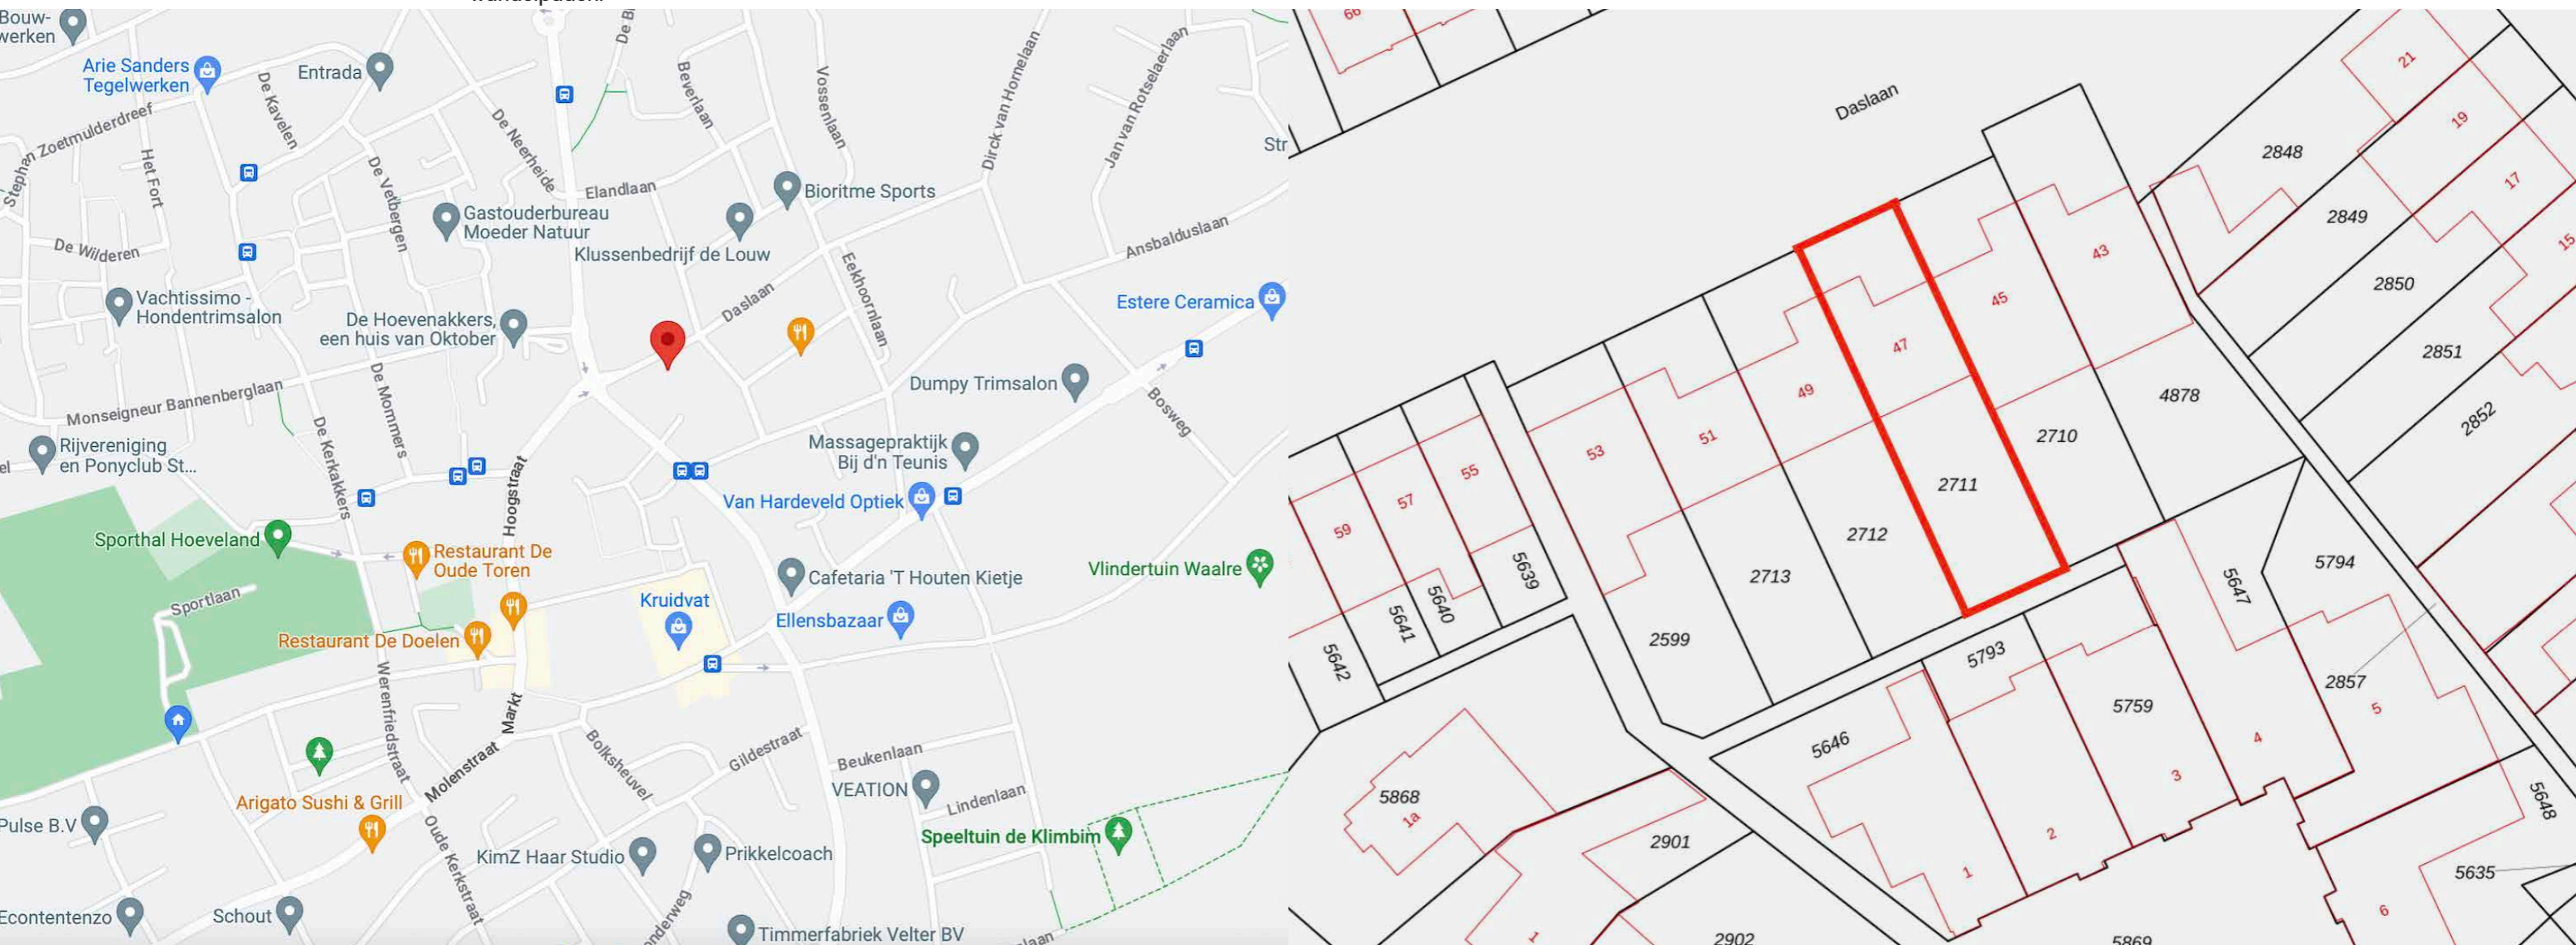 Bouw-
werken
Arie Sanders
Tegelwerken
Entrada
Stephan Zoetmulderdreef
De Kavelen
Het Fort
De Vetbergen
De Neerheide
Beverlaan
Vossenlaan
Dirck van Hornelaan
Jan van Rotselaerlaan
Str
Elandlaan
Bioritme Sports
Gastouderbureau
Moeder Natuur
Klussenbedrijf de Louw
De Wilderen
Ansbalduslaan
Eekhoornlaan
Daslaan
Vachtissimo -
Hondentrimsalon
De Hoevenakkers,
een huis van Oktober
Estere Ceramica
Monseigneur Bannenberglaan
De Mommers
De Kerkakkers
Dumpy Trimsalon
Bosweg
Rijvereniging
en Ponyclub St...
el
Hoogstraat
Massagepraktijk
Bij d'n Teunis
Van Hardeveld Optiek
Sporthal Hoeveland
Restaurant De
Oude Toren
Cafetaria 'T Houten Kietje
Vlindertuin Waalre
Sportlaan
Kruidvat
Ellensbazaar
Restaurant De Doelen
Werenfriedstraat
Markt
Molenstraat
Bolksheuvel
Gildestraat
Beukenlaan
VEATION
Lindenlaan
Arigato Sushi & Grill
Pulse B.V
Oude Kerkstraat
Speeltuin de Klimbim
KimZ Haar Studio
Prikkelcoach
Econtentenzo
Schout
onderweg
Timmerfabriek Velter BV
laan
66
Daslaan
21
19
17
15
2848
2849
2850
2851
2852
43
45
47
49
51
53
55
57
59
4878
2710
2711
2712
2713
2599
5639
5640
5641
5642
5647
5794
5793
2857
5759
5646
5
4
3
2
1
5868
1a
2901
5648
5635
6
1
2902
5869